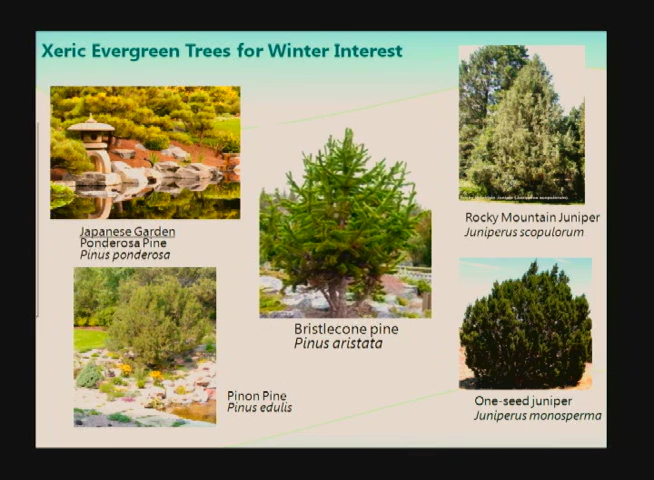 Xeric Evergreen Trees for Winter Interest
Japanese Garden
Ponderosa Pine
Pinus ponderosa
Bristlecone pine
Pinus aristata
Rocky Mountain Juniper
Juniperus scopulorum
Pinon Pine
Pinus edulis
One-seed juniper
Juniperus monosperma